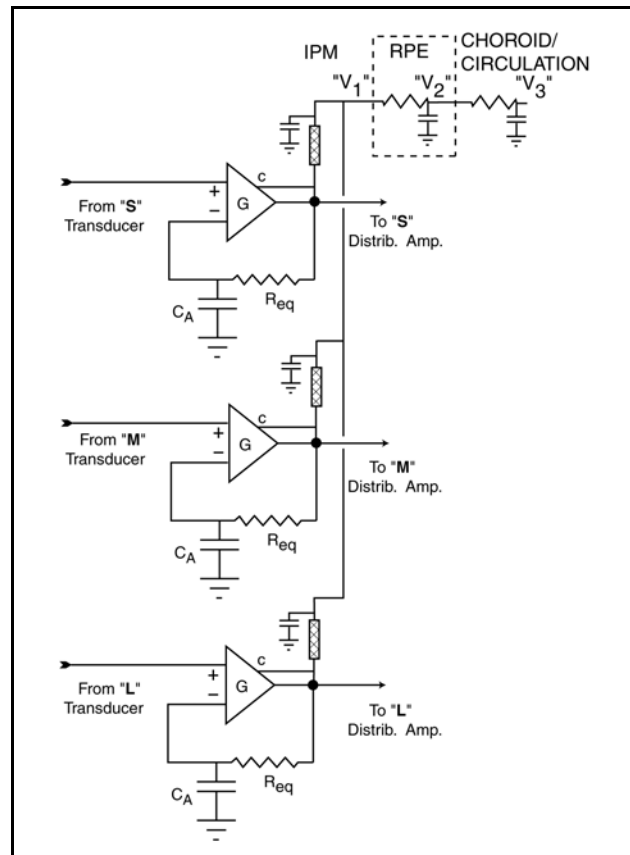 IPM
RPE
CHOROID/
CIRCULATION
"V1"
"V2"
"V3"
c
+
G
−
From "S"
Transducer
To "S"
Distrib. Amp.
CA
Req
c
+
G
−
From "M"
Transducer
To "M"
Distrib. Amp.
CA
Req
c
+
G
−
From "L"
Transducer
To "L"
Distrib. Amp.
CA
Req